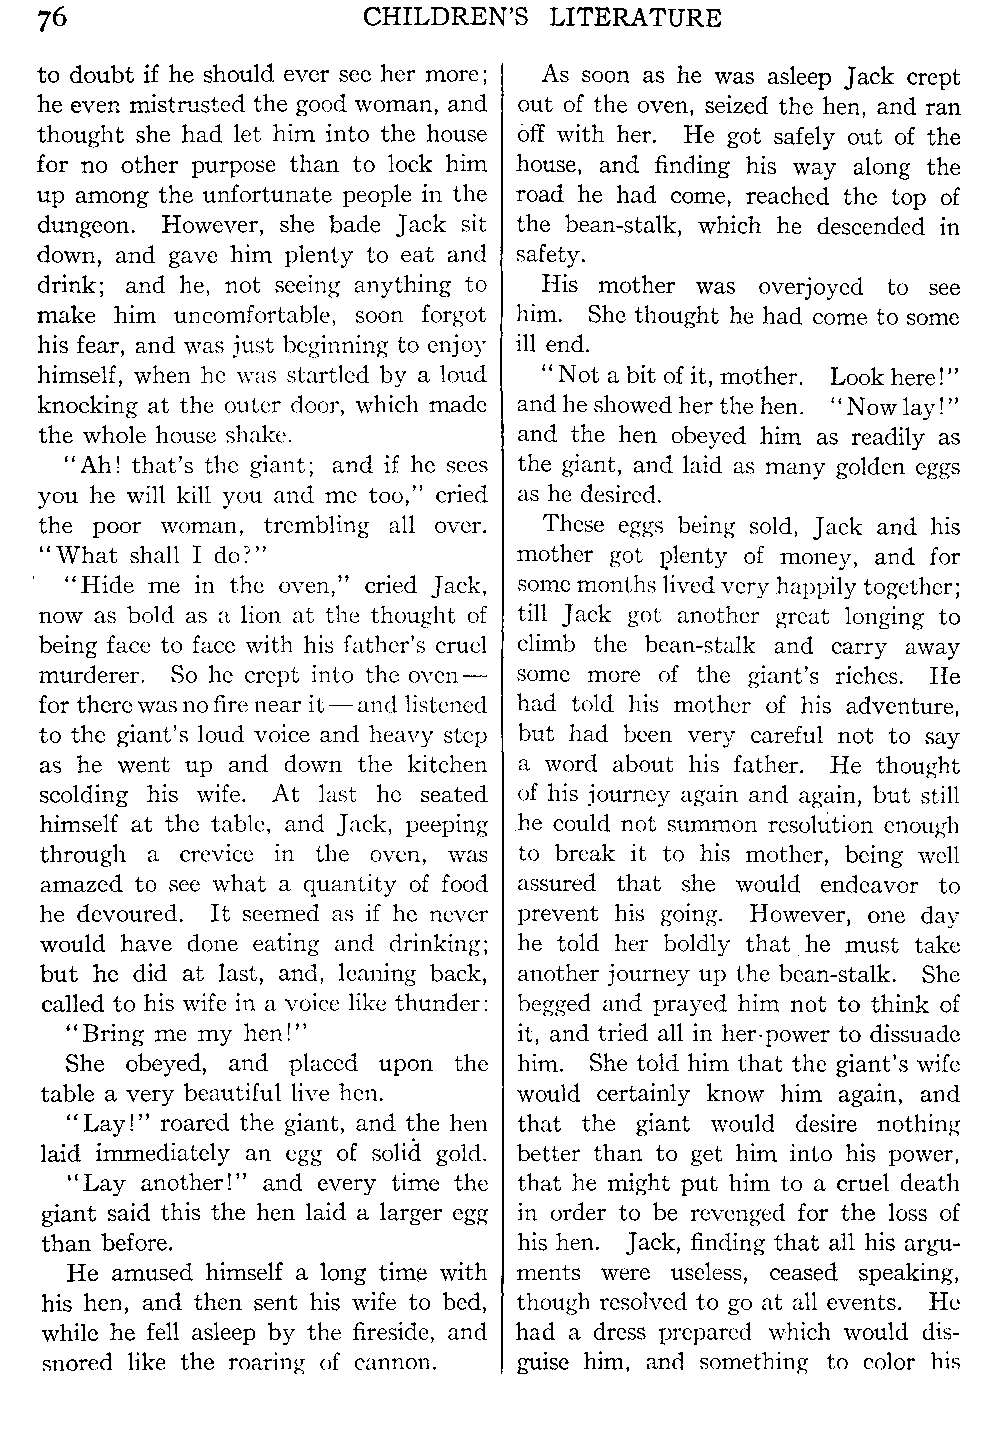 76 CHILDREN'S LITERATURE
to doubt if he should ever see her more;
he even mistrusted the good woman, and
thought she had let him into the house
for no other purpose than to lock him
up among the unfortunate people in the
dungeon. However, she bade Jack sit
down, and gave him plenty to eat and
drink; and he, not seeing anything to
make him uncomfortable, soon forgot
his fear, and was just beginning to enjoy
himself, when he was startled by a loud
knocking at the outer door, which made
the whole house shake.
"Ah! that's the giant; and if he sees
you he will kill you and me too," cried
the poor woman, trembling all over.
"What shall I do?"
"Hide me in the oven," cried Jack,
now as bold as a lion at the thought of
being face to face with his father's cruel
murderer. So he crept into the oven—
for there was no fire near it—and listened
to the giant's loud voice and heavy step
as he went up and down the kitchen
scolding his wife. At last he seated
himself at the table, and Jack, peeping
through a crevice in the oven, was
amazed to see what a quantity of food
he devoured. It seemed as if he never
would have done eating and drinking;
but he did at last, and, leaning back,
called to his wife in a voice like thunder:
"Bring me my hen!"
She obeyed, and placed upon the
table a very beautiful live hen.
"Lay!" roared the giant, and the hen
laid immediately an egg of solid gold.
"Lay another!" and every time the
giant said this the hen laid a larger egg
than before.
He amused himself a long time with
his hen, and then sent his wife to bed,
while he fell asleep by the fireside, and
snored like the roaring of cannon.
As soon as he was asleep Jack crept
out of the oven, seized the hen, and ran
off with her. He got safely out of the
house, and finding his way along the
road he had come, reached the top of
the bean-stalk, which he descended in
safety.
His mother was overjoyed to see
him. She thought he had come to some
ill end.
"Not a bit of it, mother. Look here!"
and he showed her the hen. "Now lay!"
and the hen obeyed him as readily as
the giant, and laid as many golden eggs
as he desired.
These eggs being sold, Jack and his
mother got plenty of money, and for
some months lived very happily together;
till Jack got another great longing to
climb the bean-stalk and carry away
some more of the giant's riches. He
had told his mother of his adventure,
but had been very careful not to say
a word about his father. He thought
of his journey again and again, but still
he could not summon resolution enough
to break it to his mother, being well
assured that she would endeavor to
prevent his going. However, one day
he told her boldly that he must take
another journey up the bean-stalk. She
begged and prayed him not to think of
it, and tried all in her power to dissuade
him. She told him that the giant's wife
would certainly know him again, and
that the giant would desire nothing
better than to get him into his power,
that he might put him to a cruel death
in order to be revenged for the loss of
his hen. Jack, finding that all his argu-
ments were useless, ceased speaking,
though resolved to go at all events. He
had a dress prepared which would dis-
guise him, and something to color his